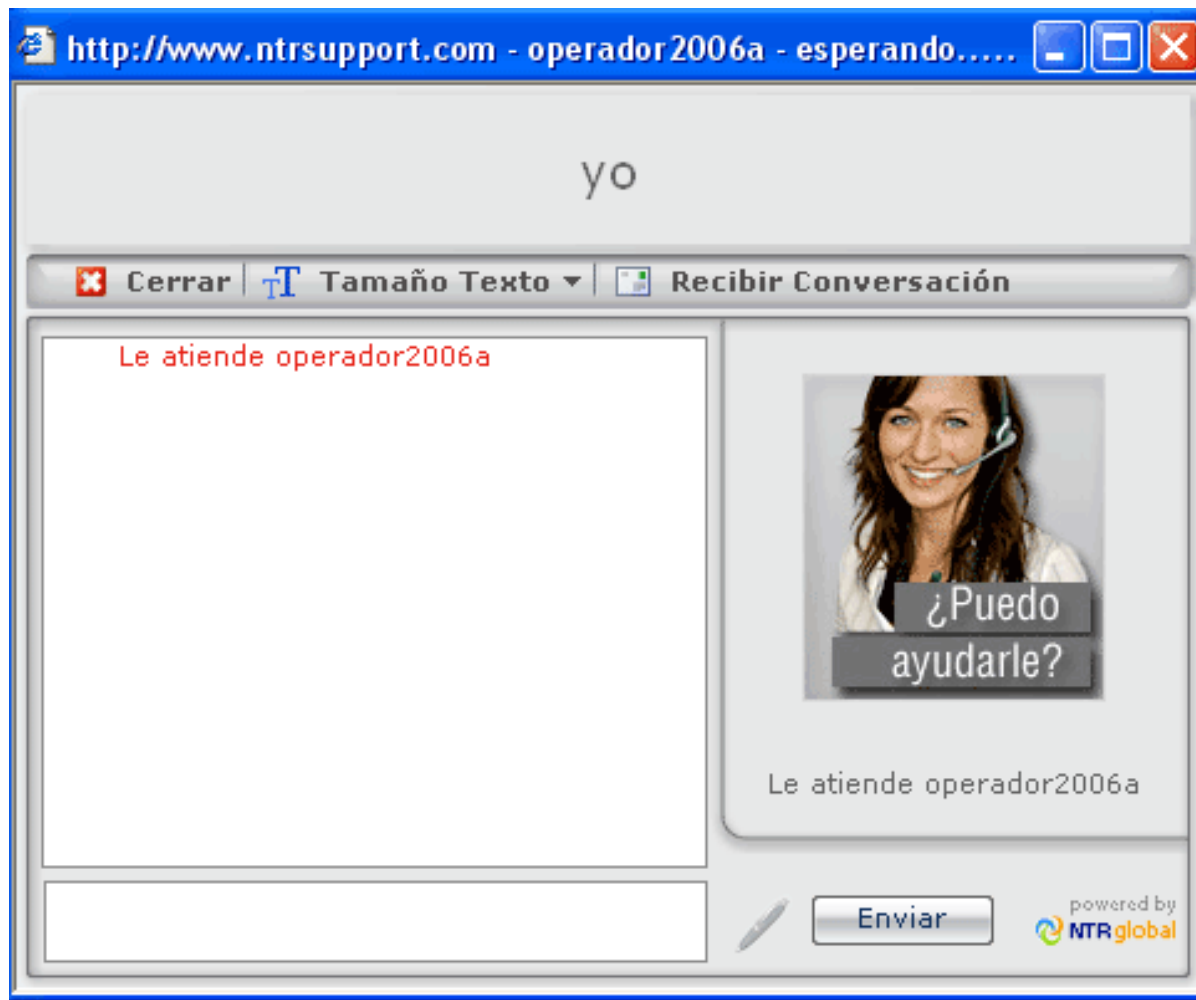 http://www.ntrsupport.com - operador2006a - esperando.....
yo
Cerrar Tamaño Texto Recibir Conversación
Le atiende operador2006a
¿Puedo
ayudarle?
Le atiende operador2006a
Enviar
powered by
NTRglobal